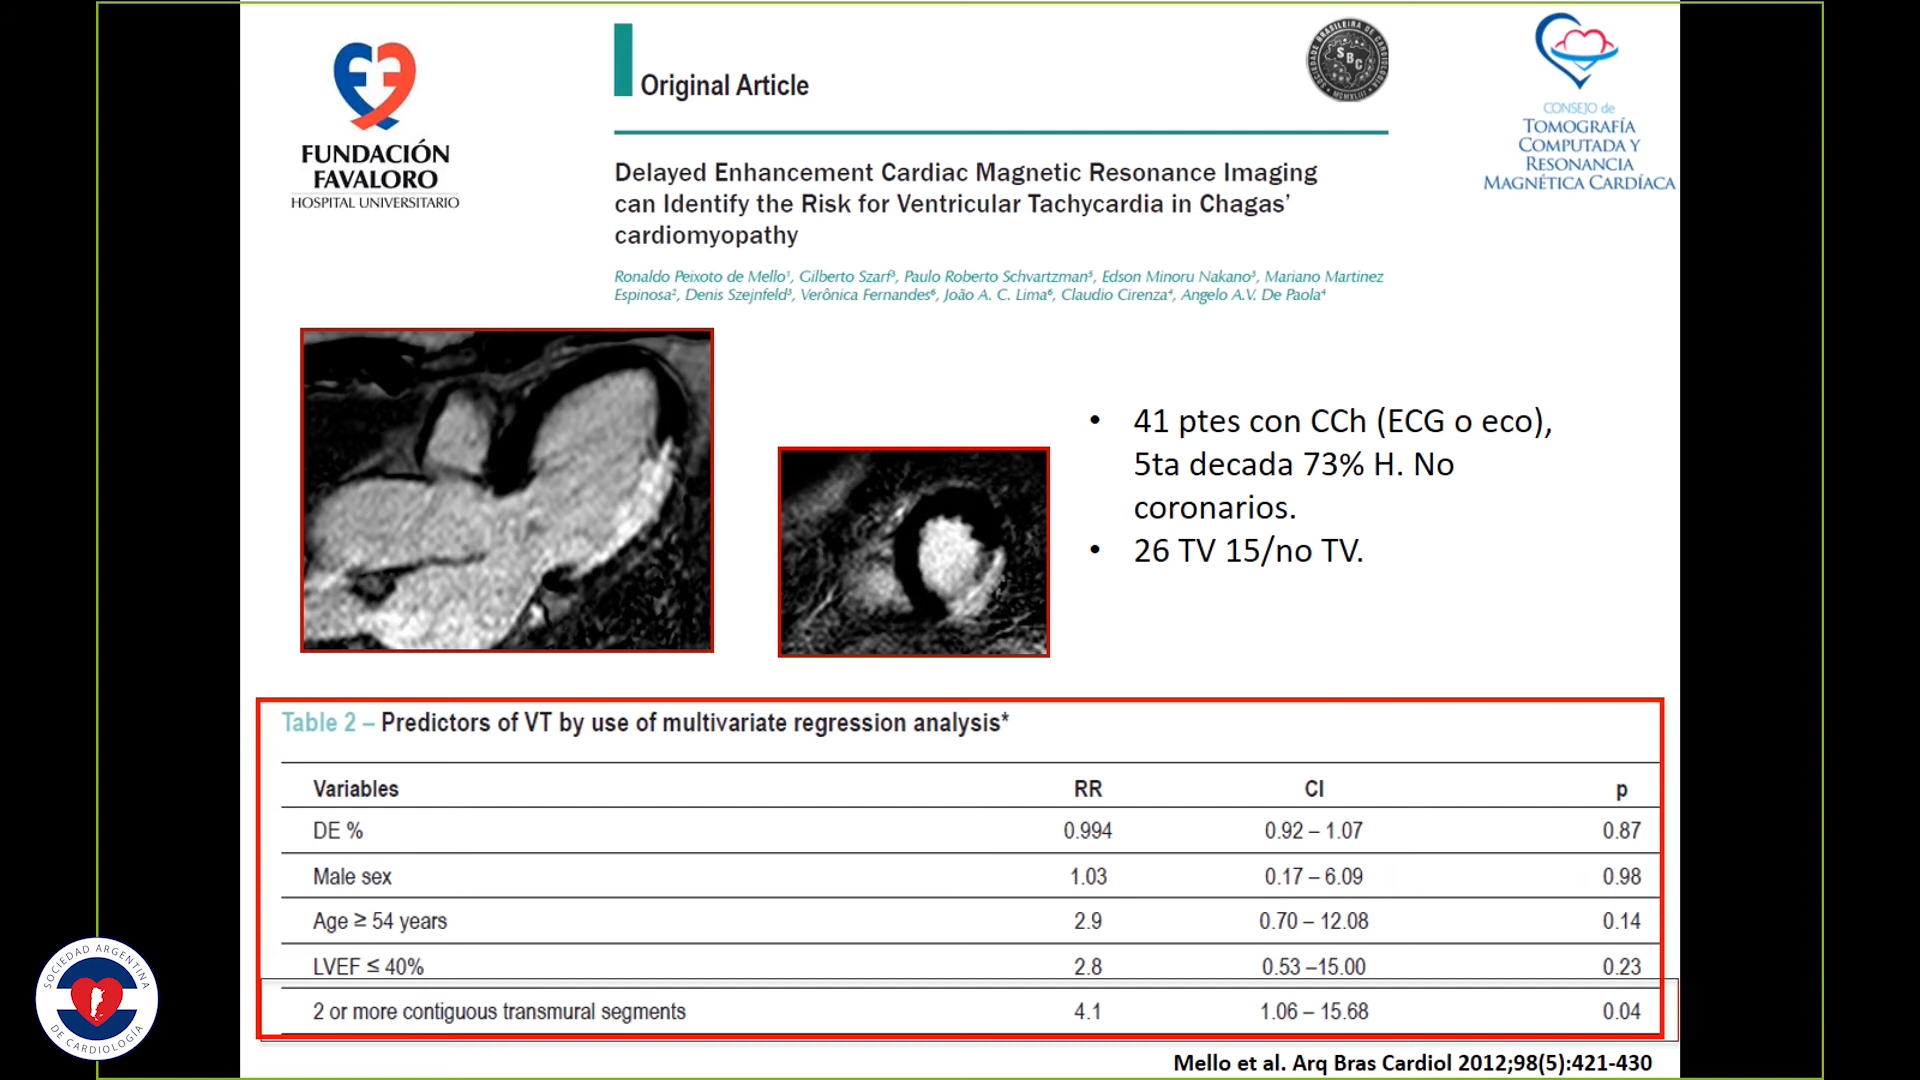 FUNDACIÓN
FAVALORO
HOSPITAL UNIVERSITARIO
Original Article
SOCIEDADE BRASILEIRA DE CARDIOLOGIA
SBC
MCMXLIII
CONSEJO de
TOMOGRAFÍA
COMPUTADA Y
RESONANCIA
MAGNÉTICA CARDÍACA
Delayed Enhancement Cardiac Magnetic Resonance Imaging
can Identify the Risk for Ventricular Tachycardia in Chagas’
cardiomyopathy
Ronaldo Peixoto de Mello¹, Gilberto Szarf³, Paulo Roberto Schvartzman⁵, Edson Minoru Nakano³, Mariano Martinez
Espinosa², Denis Szejnfeld³, Verônica Fernandes⁶, João A. C. Lima⁶, Claudio Cirenza⁴, Angelo A.V. De Paola⁴
• 41 ptes con CCh (ECG o eco),
5ta decada 73% H. No
coronarios.
• 26 TV 15/no TV.
Table 2 – Predictors of VT by use of multivariate regression analysis*
Variables RR CI p
DE % 0.994 0.92 – 1.07 0.87
Male sex 1.03 0.17 – 6.09 0.98
Age ≥ 54 years 2.9 0.70 – 12.08 0.14
LVEF ≤ 40% 2.8 0.53 –15.00 0.23
2 or more contiguous transmural segments 4.1 1.06 – 15.68 0.04
SOCIEDAD ARGENTINA
DE CARDIOLOGÍA
Mello et al. Arq Bras Cardiol 2012;98(5):421-430